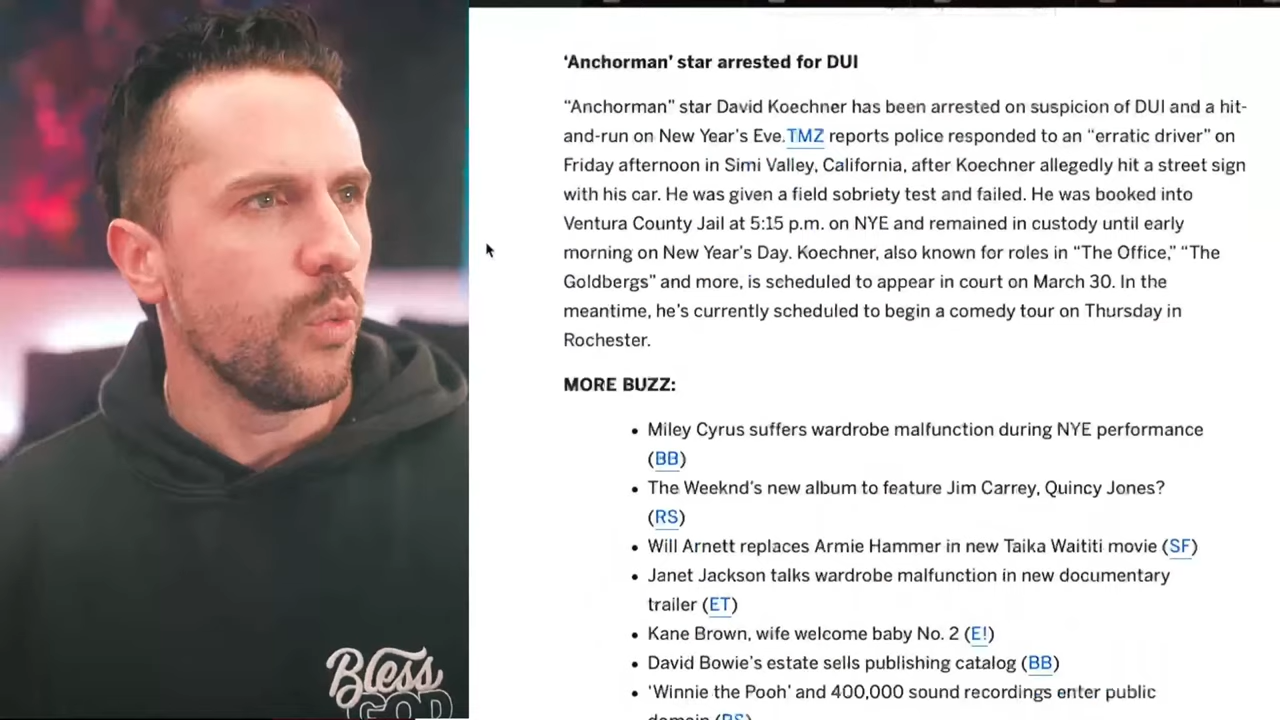 ‘Anchorman’ star arrested for DUI
“Anchorman” star David Koechner has been arrested on suspicion of DUI and a hit-
and-run on New Year’s Eve.TMZ reports police responded to an “erratic driver” on
Friday afternoon in Simi Valley, California, after Koechner allegedly hit a street sign
with his car. He was given a field sobriety test and failed. He was booked into
Ventura County Jail at 5:15 p.m. on NYE and remained in custody until early
morning on New Year’s Day. Koechner, also known for roles in “The Office,” “The
Goldbergs” and more, is scheduled to appear in court on March 30. In the
meantime, he’s currently scheduled to begin a comedy tour on Thursday in
Rochester.
MORE BUZZ:
• Miley Cyrus suffers wardrobe malfunction during NYE performance
(BB)
• The Weeknd’s new album to feature Jim Carrey, Quincy Jones?
(RS)
• Will Arnett replaces Armie Hammer in new Taika Waititi movie (SF)
• Janet Jackson talks wardrobe malfunction in new documentary
trailer (ET)
• Kane Brown, wife welcome baby No. 2 (E!)
• David Bowie’s estate sells publishing catalog (BB)
• ‘Winnie the Pooh’ and 400,000 sound recordings enter public
domain (RS)
Bless
GOD